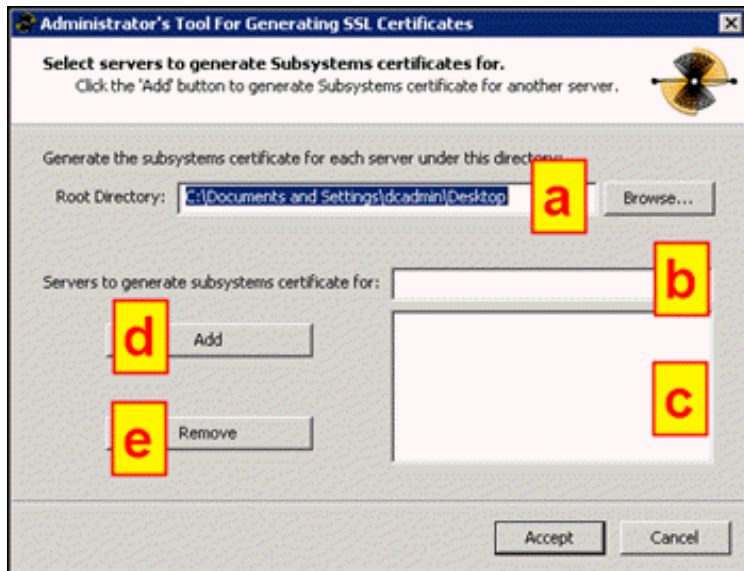 Administrator's Tool For Generating SSL Certificates
Select servers to generate Subsystems certificates for.
Click the 'Add' button to generate Subsystems certificate for another server.
Generate the subsystems certificate for each server under this directory:
Root Directory: C:\Documents and Settings\dcadmin\Desktop a Browse...
Servers to generate subsystems certificate for: b
d Add
c
e Remove
Accept Cancel